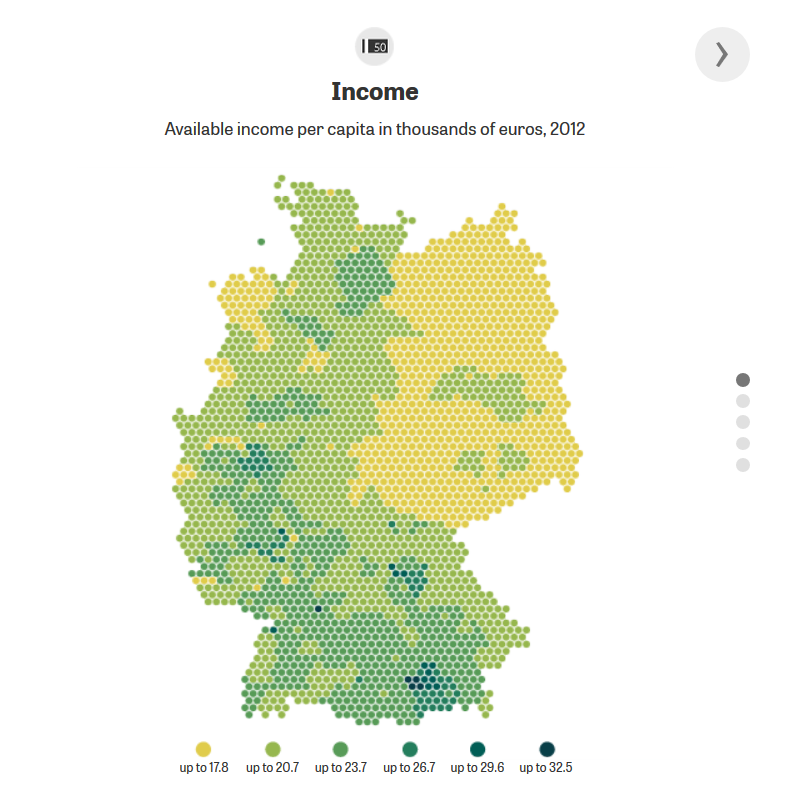 50
Income
Available income per capita in thousands of euros, 2012
up to 17.8 up to 20.7 up to 23.7 up to 26.7 up to 29.6 up to 32.5